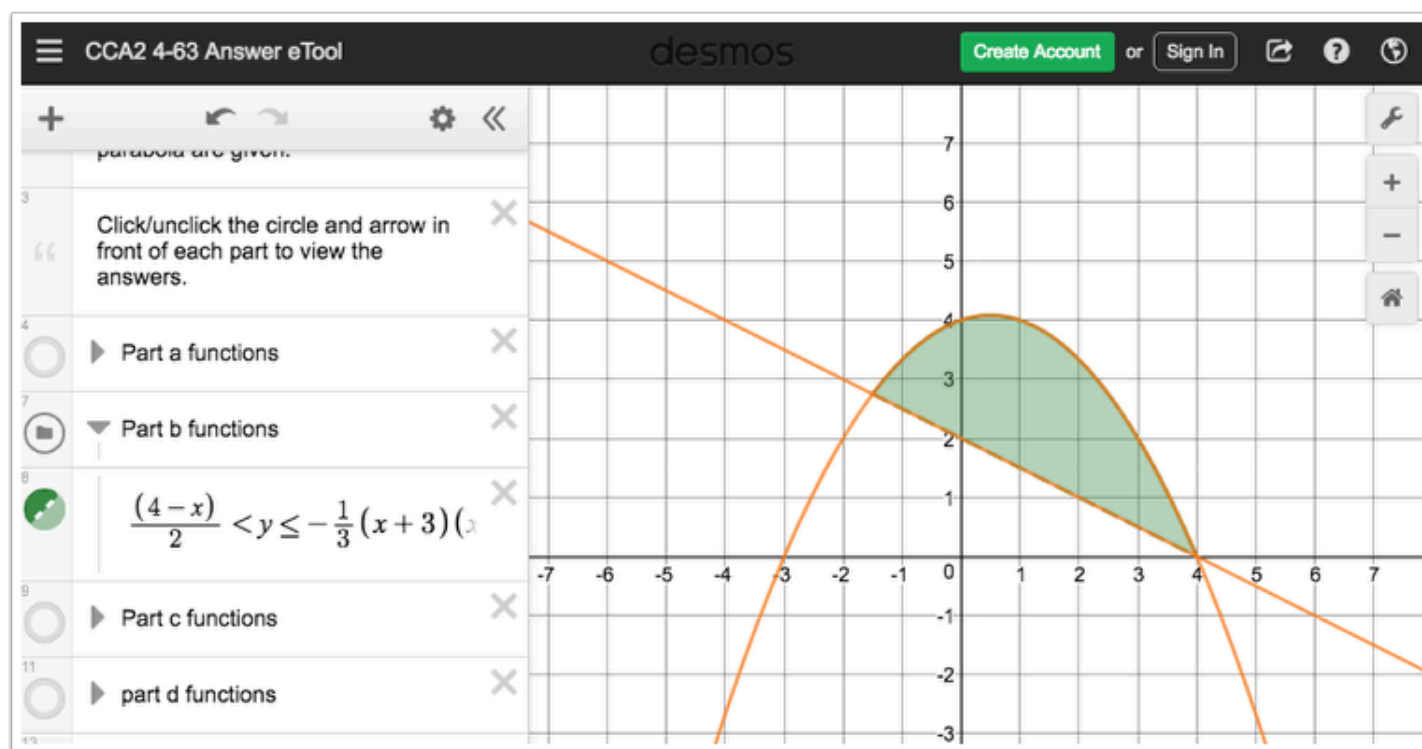 CCA2 4-63 Answer eTool
desmos
Create Account or Sign In
parabola are given.
3
Click/unclick the circle and arrow in
front of each part to view the
answers.
4
Part a functions
7
Part b functions
8
(4 − x)/2 < y ≤ − 1/3 (x + 3)(x
9
Part c functions
11
part d functions
13
7
6
5
4
3
2
1
-7 -6 -5 -4 -3 -2 -1 0 1 2 3 4 5 6 7
-1
-2
-3